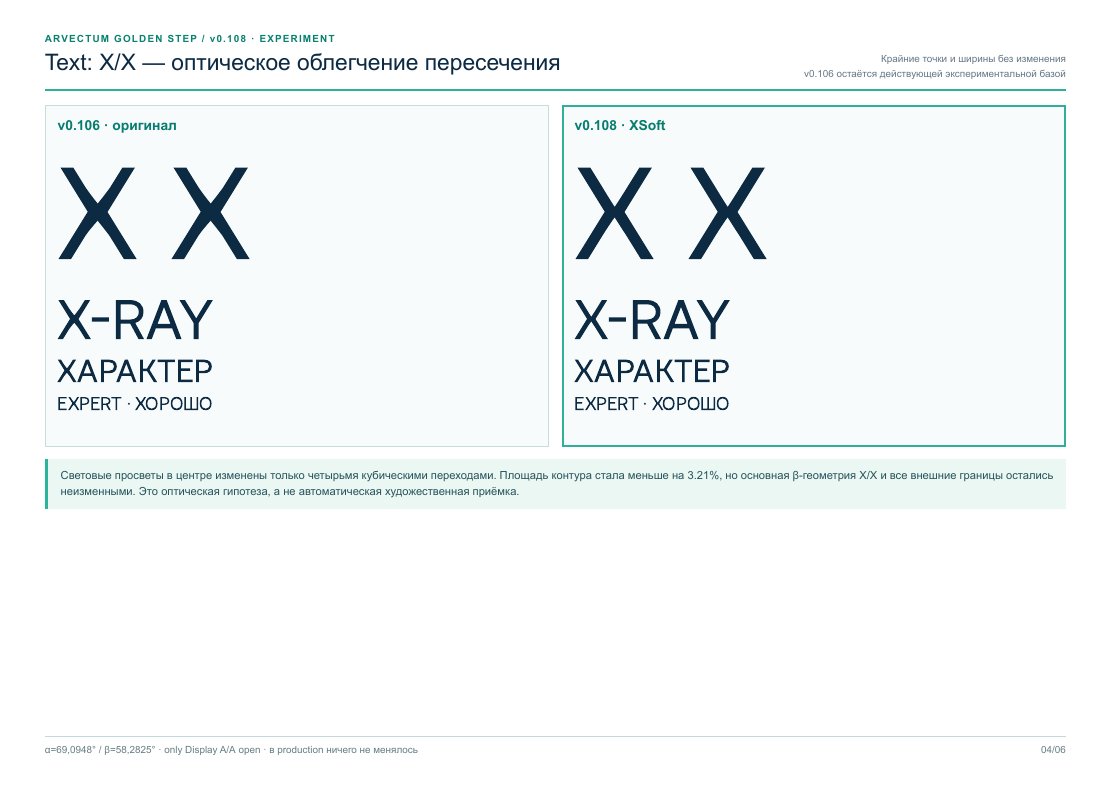 ARVECTUM GOLDEN STEP / v0.108 · EXPERIMENT
Text: X/Х — оптическое облегчение пересечения
Крайние точки и ширины без изменения
v0.106 остаётся действующей экспериментальной базой
v0.106 · оригинал
X Х
X-RAY
ХАРАКТЕР
EXPERT · ХОРОШО
v0.108 · XSoft
X Х
X-RAY
ХАРАКТЕР
EXPERT · ХОРОШО
Световые просветы в центре изменены только четырьмя кубическими переходами. Площадь контура стала меньше на 3.21%, но основная β-геометрия X/Х и все внешние границы остались
неизменными. Это оптическая гипотеза, а не автоматическая художественная приёмка.
α=69,0948° / β=58,2825° · only Display A/A open · в production ничего не менялось
04/06